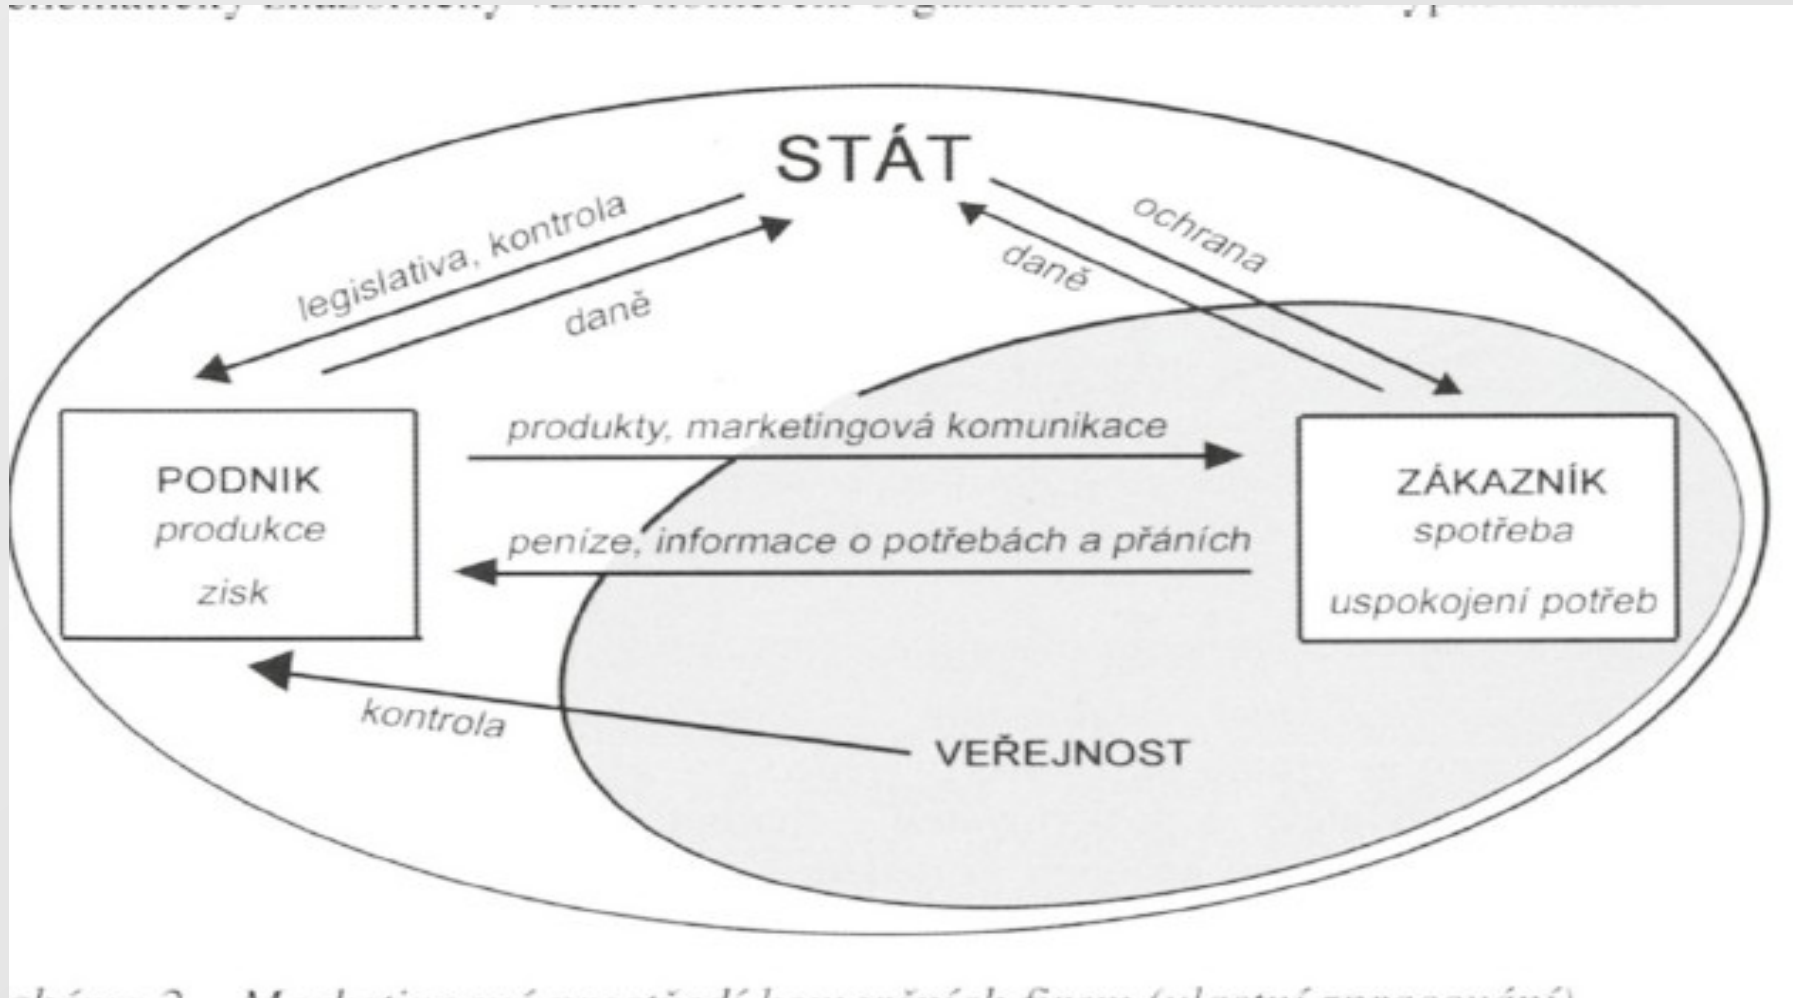 STÁT
legislativa, kontrola
daně
ochrana
daně
produkty, marketingová komunikace
PODNIK
produkce
zisk
peníze, informace o potřebách a přáních
ZÁKAZNÍK
spotřeba
uspokojení potřeb
kontrola
VEŘEJNOST